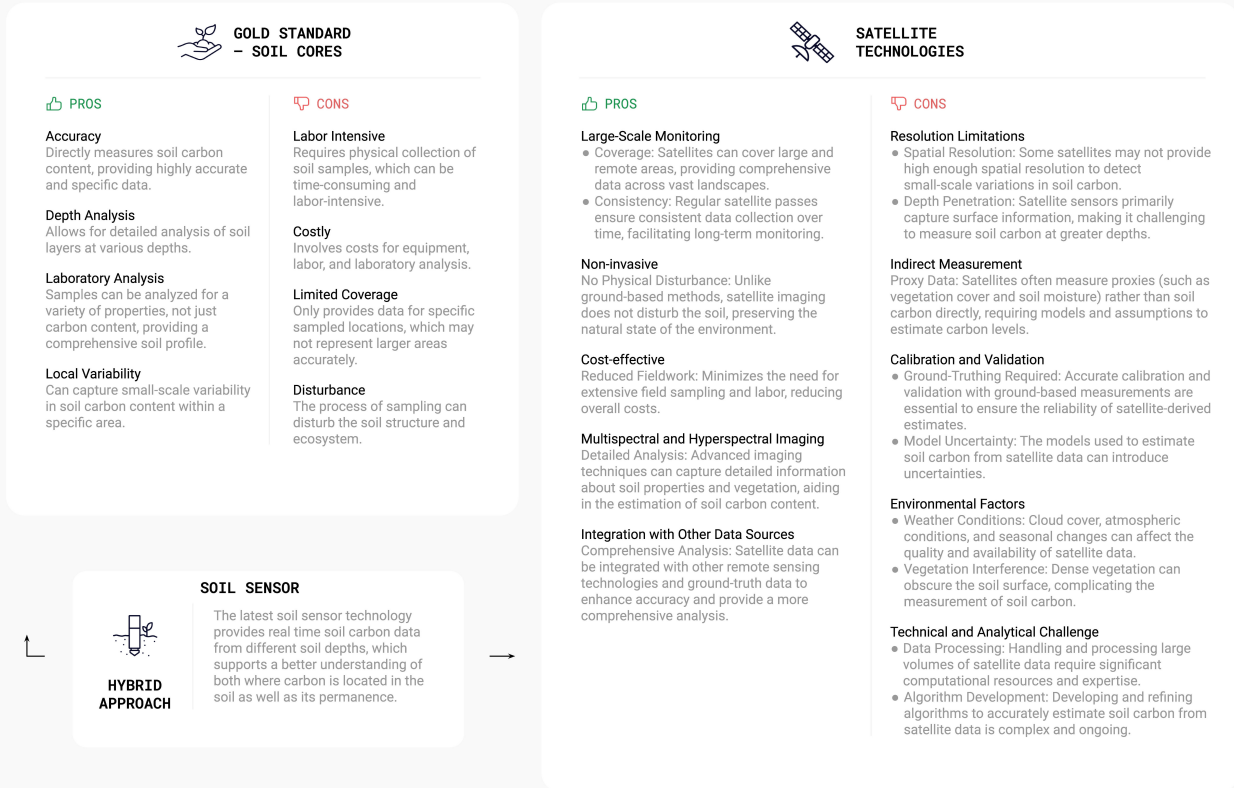 GOLD STANDARD
– SOIL CORES
PROS
Accuracy
Directly measures soil carbon
content, providing highly accurate
and specific data.
Depth Analysis
Allows for detailed analysis of soil
layers at various depths.
Laboratory Analysis
Samples can be analyzed for a
variety of properties, not just
carbon content, providing a
comprehensive soil profile.
Local Variability
Can capture small-scale variability
in soil carbon content within a
specific area.
CONS
Labor Intensive
Requires physical collection of
soil samples, which can be
time-consuming and
labor-intensive.
Costly
Involves costs for equipment,
labor, and laboratory analysis.
Limited Coverage
Only provides data for specific
sampled locations, which may
not represent larger areas
accurately.
Disturbance
The process of sampling can
disturb the soil structure and
ecosystem.
SOIL SENSOR
HYBRID
APPROACH
The latest soil sensor technology
provides real time soil carbon data
from different soil depths, which
supports a better understanding of
both where carbon is located in the
soil as well as its permanence.
SATELLITE
TECHNOLOGIES
PROS
Large-Scale Monitoring
● Coverage: Satellites can cover large and
remote areas, providing comprehensive
data across vast landscapes.
● Consistency: Regular satellite passes
ensure consistent data collection over
time, facilitating long-term monitoring.
Non-invasive
No Physical Disturbance: Unlike
ground-based methods, satellite imaging
does not disturb the soil, preserving the
natural state of the environment.
Cost-effective
Reduced Fieldwork: Minimizes the need for
extensive field sampling and labor, reducing
overall costs.
Multispectral and Hyperspectral Imaging
Detailed Analysis: Advanced imaging
techniques can capture detailed information
about soil properties and vegetation, aiding
in the estimation of soil carbon content.
Integration with Other Data Sources
Comprehensive Analysis: Satellite data can
be integrated with other remote sensing
technologies and ground-truth data to
enhance accuracy and provide a more
comprehensive analysis.
CONS
Resolution Limitations
● Spatial Resolution: Some satellites may not provide
high enough spatial resolution to detect
small-scale variations in soil carbon.
● Depth Penetration: Satellite sensors primarily
capture surface information, making it challenging
to measure soil carbon at greater depths.
Indirect Measurement
Proxy Data: Satellites often measure proxies (such as
vegetation cover and soil moisture) rather than soil
carbon directly, requiring models and assumptions to
estimate carbon levels.
Calibration and Validation
● Ground-Truthing Required: Accurate calibration and
validation with ground-based measurements are
essential to ensure the reliability of satellite-derived
estimates.
● Model Uncertainty: The models used to estimate
soil carbon from satellite data can introduce
uncertainties.
Environmental Factors
● Weather Conditions: Cloud cover, atmospheric
conditions, and seasonal changes can affect the
quality and availability of satellite data.
● Vegetation Interference: Dense vegetation can
obscure the soil surface, complicating the
measurement of soil carbon.
Technical and Analytical Challenge
● Data Processing: Handling and processing large
volumes of satellite data require significant
computational resources and expertise.
● Algorithm Development: Developing and refining
algorithms to accurately estimate soil carbon from
satellite data is complex and ongoing.